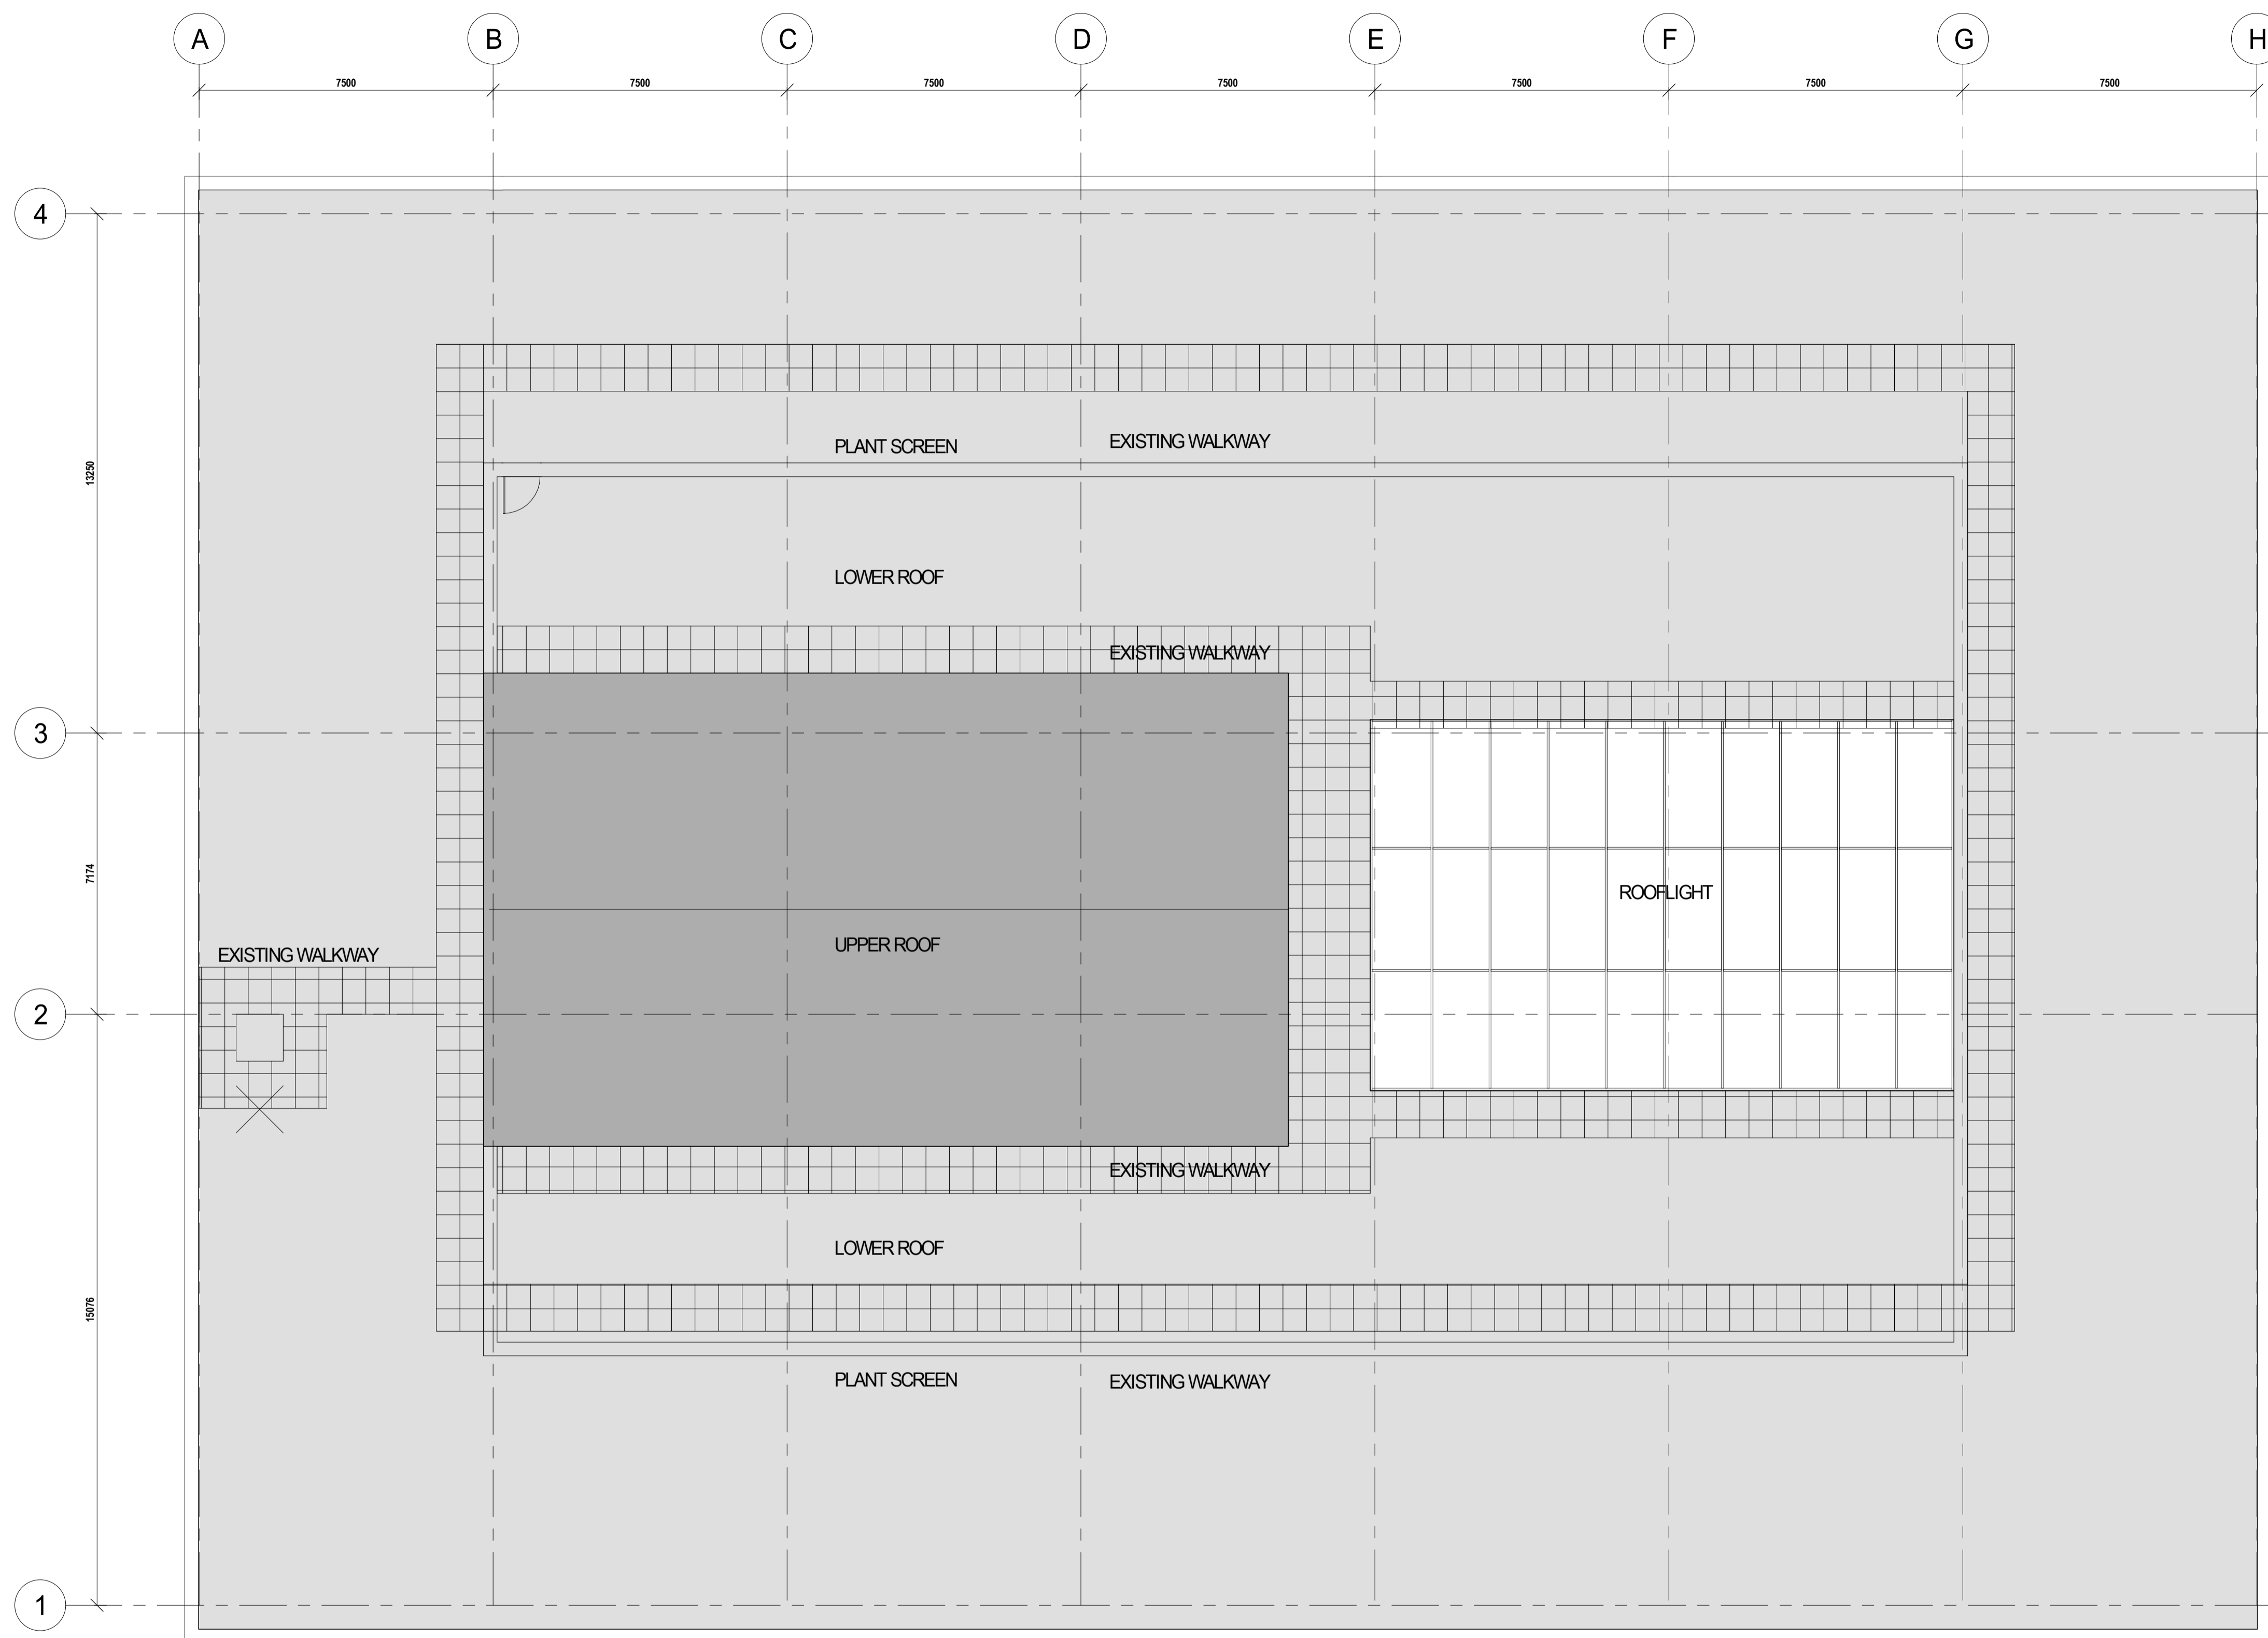 A B C D E F G H
7500 7500 7500 7500 7500 7500 7500
4
PLANT SCREEN EXISTING WALKWAY
13250
LOWER ROOF
EXISTING WALKWAY
3
7174
ROOFLIGHT
UPPER ROOF
EXISTING WALKWAY
2
EXISTING WALKWAY
LOWER ROOF
15076
PLANT SCREEN EXISTING WALKWAY
1